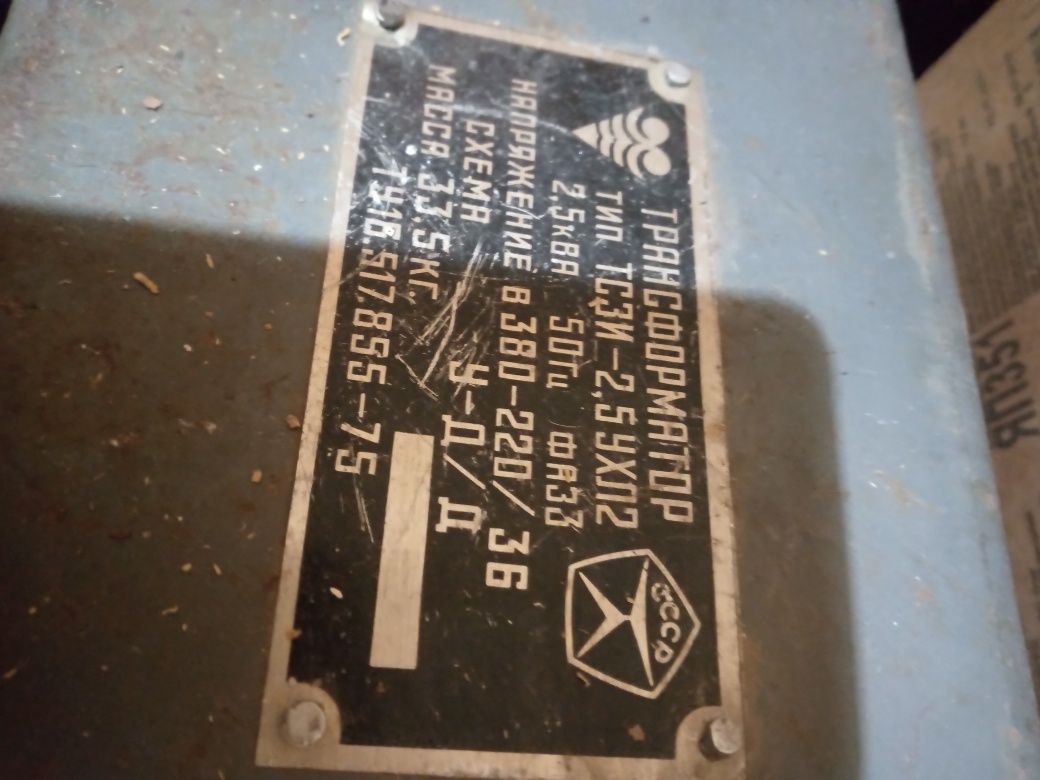 ТРАНСФОРМАТОР
ТИП ТСЗИ-2,5УХЛ2
2,5кВА 50Гц ФАЗ3
НАПРЯЖЕНИЕ В 380-220/36
СХЕМА У-Д/Д
МАССА 37.5 КГ.
ТУ16.517.855-75
СССР
ЯП351